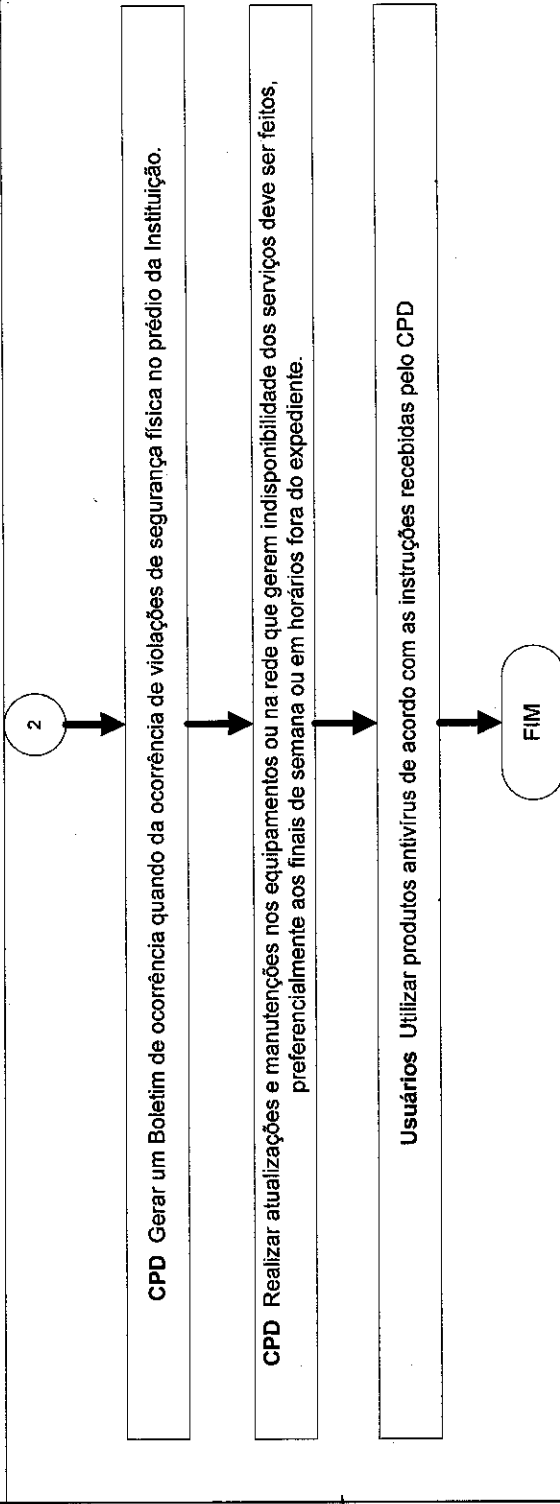 2
CPD Gerar um Boletim de ocorrência quando da ocorrência de violações de segurança física no prédio da Instituição.
CPD Realizar atualizações e manutenções nos equipamentos ou na rede que gerem indisponibilidade dos serviços deve ser feitos,
preferencialmente aos finais de semana ou em horários fora do expediente.
Usuários Utilizar produtos antivírus de acordo com as instruções recebidas pelo CPD
FIM